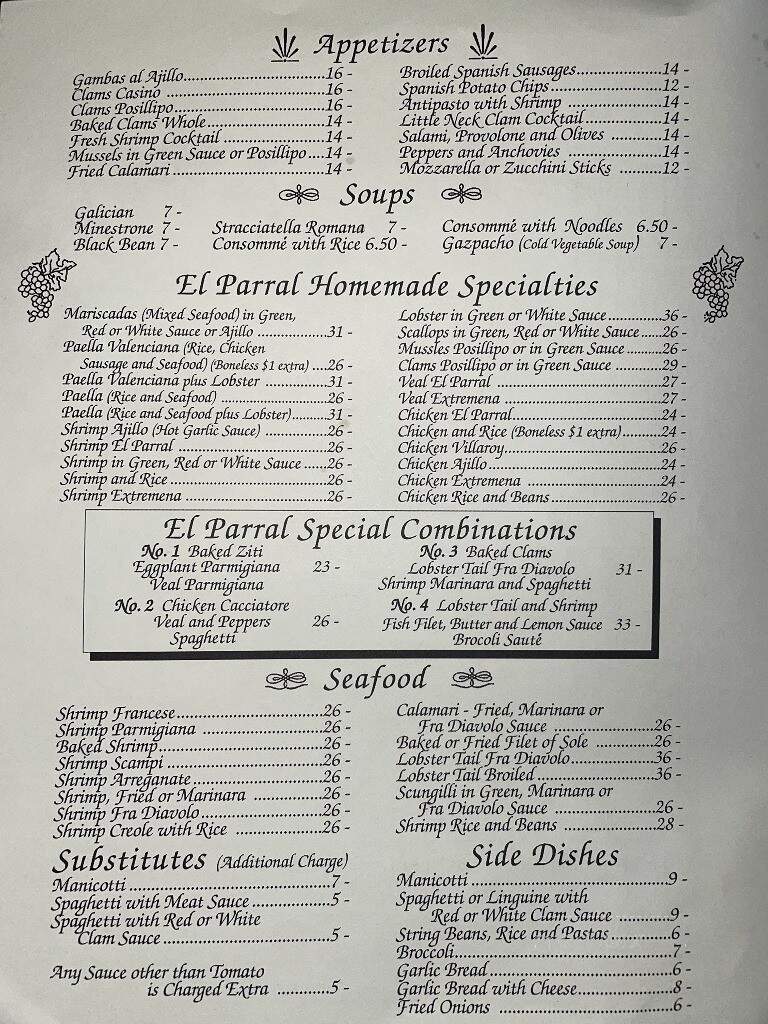 Appetizers
Gambas al Ajillo..............................16 -
Clams Casino ..................................16 -
Clams Posillipo................................16 -
Baked Clams Whole.........................14 -
Fresh Shrimp Cocktail ......................14 -
Mussels in Green Sauce or Posillipo....14 -
Fried Calamari................................14 -
Broiled Spanish Sausages.....................14 -
Spanish Potato Chips...........................12 -
Antipasto with Shrimp .......................14 -
Little Neck Clam Cocktail...................14 -
Salami, Provolone and Olives ............14 -
Peppers and Anchovies .......................14 -
Mozzarella or Zucchini Sticks ..........12 -
Soups
Galician 7 -
Minestrone 7 - Stracciatella Romana 7 - Consommé with Noodles 6.50 -
Black Bean 7 - Consommé with Rice 6.50 - Gazpacho (Cold Vegetable Soup) 7 -
El Parral Homemade Specialties
Mariscadas (Mixed Seafood) in Green,
Red or White Sauce or Ajillo .................31 -
Paella Valenciana (Rice, Chicken
Sausage and Seafood) (Boneless $1 extra) ....26 -
Paella Valenciana plus Lobster ................31 -
Paella (Rice and Seafood) .........................26 -
Paella (Rice and Seafood plus Lobster)........31 -
Shrimp Ajillo (Hot Garlic Sauce) ...............26 -
Shrimp El Parral ....................................26 -
Shrimp in Green, Red or White Sauce ......26 -
Shrimp and Rice .....................................26 -
Shrimp Extremena ..................................26 -
Lobster in Green or White Sauce..............36 -
Scallops in Green, Red or White Sauce.....26 -
Mussles Posillipo or in Green Sauce.........26 -
Clams Posillipo or in Green Sauce ...........29 -
Veal El Parral .......................................27 -
Veal Extremena .....................................27 -
Chicken El Parral...................................24 -
Chicken and Rice (Boneless $1 extra)..........24 -
Chicken Villaroy.....................................26 -
Chicken Ajillo.........................................24 -
Chicken Extremena ................................24 -
Chicken Rice and Beans...........................26 -
El Parral Special Combinations
No. 1 Baked Ziti
Eggplant Parmigiana 23 -
Veal Parmigiana
No. 2 Chicken Cacciatore
Veal and Peppers 26 -
Spaghetti
No. 3 Baked Clams
Lobster Tail Fra Diavolo 31 -
Shrimp Marinara and Spaghetti
No. 4 Lobster Tail and Shrimp
Fish Filet, Butter and Lemon Sauce 33 -
Brocoli Sauté
Seafood
Shrimp Francese................................26 -
Shrimp Parmigiana ..........................26 -
Baked Shrimp...................................26 -
Shrimp Scampi .................................26 -
Shrimp Arreganate............................26 -
Shrimp, Fried or Marinara ...............26 -
Shrimp Fra Diavolo..........................26 -
Shrimp Creole with Rice ...................26 -
Calamari - Fried, Marinara or
Fra Diavolo Sauce ......................26 -
Baked or Fried Filet of Sole ............26 -
Lobster Tail Fra Diavolo..................36 -
Lobster Tail Broiled.........................36 -
Scungilli in Green, Marinara or
Fra Diavolo Sauce ......................26 -
Shrimp Rice and Beans ....................28 -
Substitutes (Additional Charge)
Manicotti ..........................................7 -
Spaghetti with Meat Sauce.................5 -
Spaghetti with Red or White
Clam Sauce....................................5 -
Any Sauce other than Tomato
is Charged Extra ...........5 -
Side Dishes
Manicotti ..........................................9 -
Spaghetti or Linguine with
Red or White Clam Sauce ...........9 -
String Beans, Rice and Pastas............6 -
Broccoli..............................................7 -
Garlic Bread......................................6 -
Garlic Bread with Cheese..................8 -
Fried Onions .....................................6 -